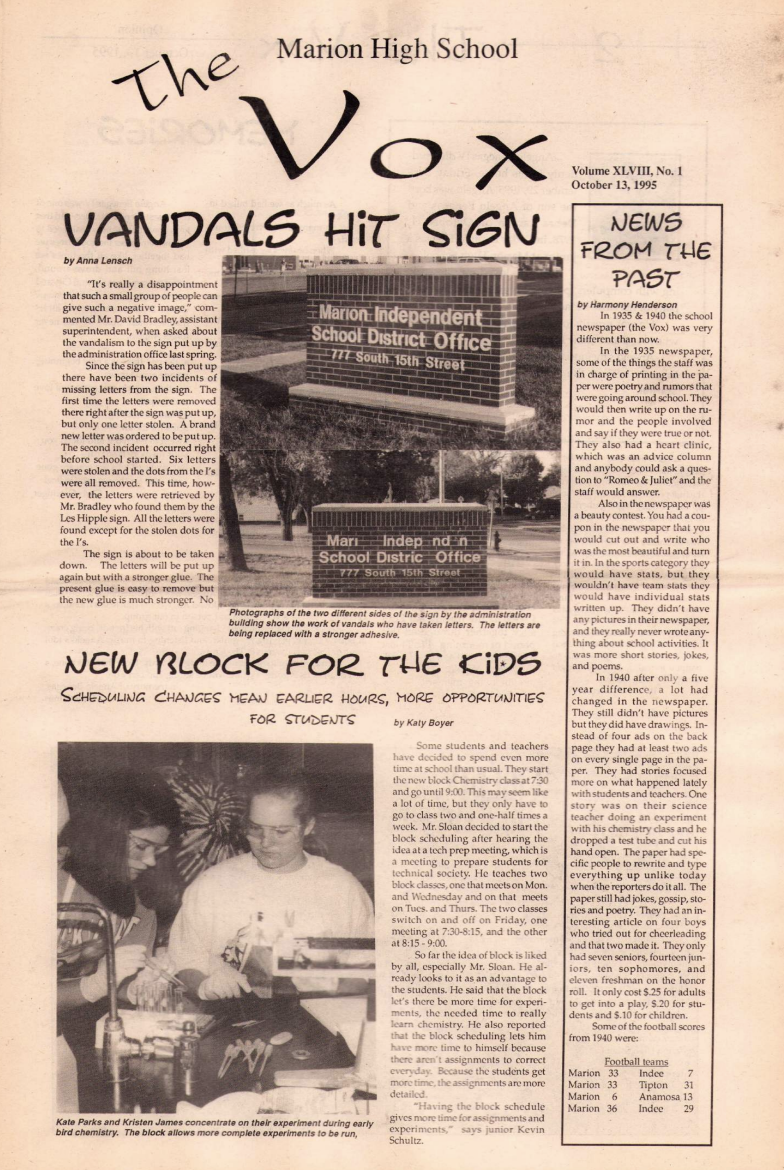 Marion High School
The
Vox
Volume XLVIII, No. 1
October 13, 1995
VANDALS HiT SiGN
by Anna Lensch
"It's really a disappointment
that such a small group of people can
give such a negative image," com-
mented Mr. David Bradley, assistant
superintendent, when asked about
the vandalism to the sign put up by
the administration office last spring.
Since the sign has been put up
there have been two incidents of
missing letters from the sign. The
first time the letters were removed
there right after the sign was put up,
but only one letter stolen. A brand
new letter was ordered to be put up.
The second incident occurred right
before school started. Six letters
were stolen and the dots from the I's
were all removed. This time, how-
ever, the letters were retrieved by
Mr. Bradley who found them by the
Les Hipple sign. All the letters were
found except for the stolen dots for
the I's.
The sign is about to be taken
down. The letters will be put up
again but with a stronger glue. The
present glue is easy to remove but
the new glue is much stronger. No
Marion Independent
School District Office
777 South 15th Street
Mari Indep nd n
School Distric Office
777 South 15th Street
Photographs of the two different sides of the sign by the administration
building show the work of vandals who have taken letters. The letters are
being replaced with a stronger adhesive.
NEW BLOCK FOR THE KiDS
SCHEDULING CHANGES MEAN EARLIER HOURS, MORE OPPORTUNITIES
FOR STUDENTS
by Katy Boyer
Some students and teachers
have decided to spend even more
time at school than usual. They start
the new block Chemistry class at 7:30
and go until 9:00. This may seem like
a lot of time, but they only have to
go to class two and one-half times a
week. Mr. Sloan decided to start the
block scheduling after hearing the
idea at a tech prep meeting, which is
a meeting to prepare students for
technical society. He teaches two
block classes, one that meets on Mon.
and Wednesday and on that meets
on Tues. and Thurs. The two classes
switch on and off on Friday, one
meeting at 7:30-8:15, and the other
at 8:15 - 9:00.
So far the idea of block is liked
by all, especially Mr. Sloan. He al-
ready looks to it as an advantage to
the students. He said that the block
let's there be more time for experi-
ments, the needed time to really
learn chemistry. He also reported
that the block scheduling lets him
have more time to himself because
there aren't assignments to correct
everyday. Because the students get
more time, the assignments are more
detailed.
"Having the block schedule
gives more time for assignments and
experiments," says junior Kevin
Schultz.
Kate Parks and Kristen James concentrate on their experiment during early
bird chemistry. The block allows more complete experiments to be run,
NEWS
FROM THE
PAST
by Harmony Henderson
In 1935 & 1940 the school
newspaper (the Vox) was very
different than now.
In the 1935 newspaper,
some of the things the staff was
in charge of printing in the pa-
per were poetry and rumors that
were going around school. They
would then write up on the ru-
mor and the people involved
and say if they were true or not.
They also had a heart clinic,
which was an advice column
and anybody could ask a ques-
tion to "Romeo & Juliet" and the
staff would answer.
Also in the newspaper was
a beauty contest. You had a cou-
pon in the newspaper that you
would cut out and write who
was the most beautiful and turn
it in. In the sports category they
would have stats, but they
wouldn't have team stats they
would have individual stats
written up. They didn't have
any pictures in their newspaper,
and they really never wrote any-
thing about school activities. It
was more short stories, jokes,
and poems.
In 1940 after only a five
year difference, a lot had
changed in the newspaper.
They still didn't have pictures
but they did have drawings. In-
stead of four ads on the back
page they had at least two ads
on every single page in the pa-
per. They had stories focused
more on what happened lately
with students and teachers. One
story was on their science
teacher doing an experiment
with his chemistry class and he
dropped a test tube and cut his
hand open. The paper had spe-
cific people to rewrite and type
everything up unlike today
when the reporters do it all. The
paper still had jokes, gossip, sto-
ries and poetry. They had an in-
teresting article on four boys
who tried out for cheerleading
and that two made it. They only
had seven seniors, fourteen jun-
iors, ten sophomores, and
eleven freshman on the honor
roll. It only cost $.25 for adults
to get into a play, $.20 for stu-
dents and $.10 for children.
Some of the football scores
from 1940 were:
Football teams
Marion 33 Indee 7
Marion 33 Tipton 31
Marion 6 Anamosa 13
Marion 36 Indee 29